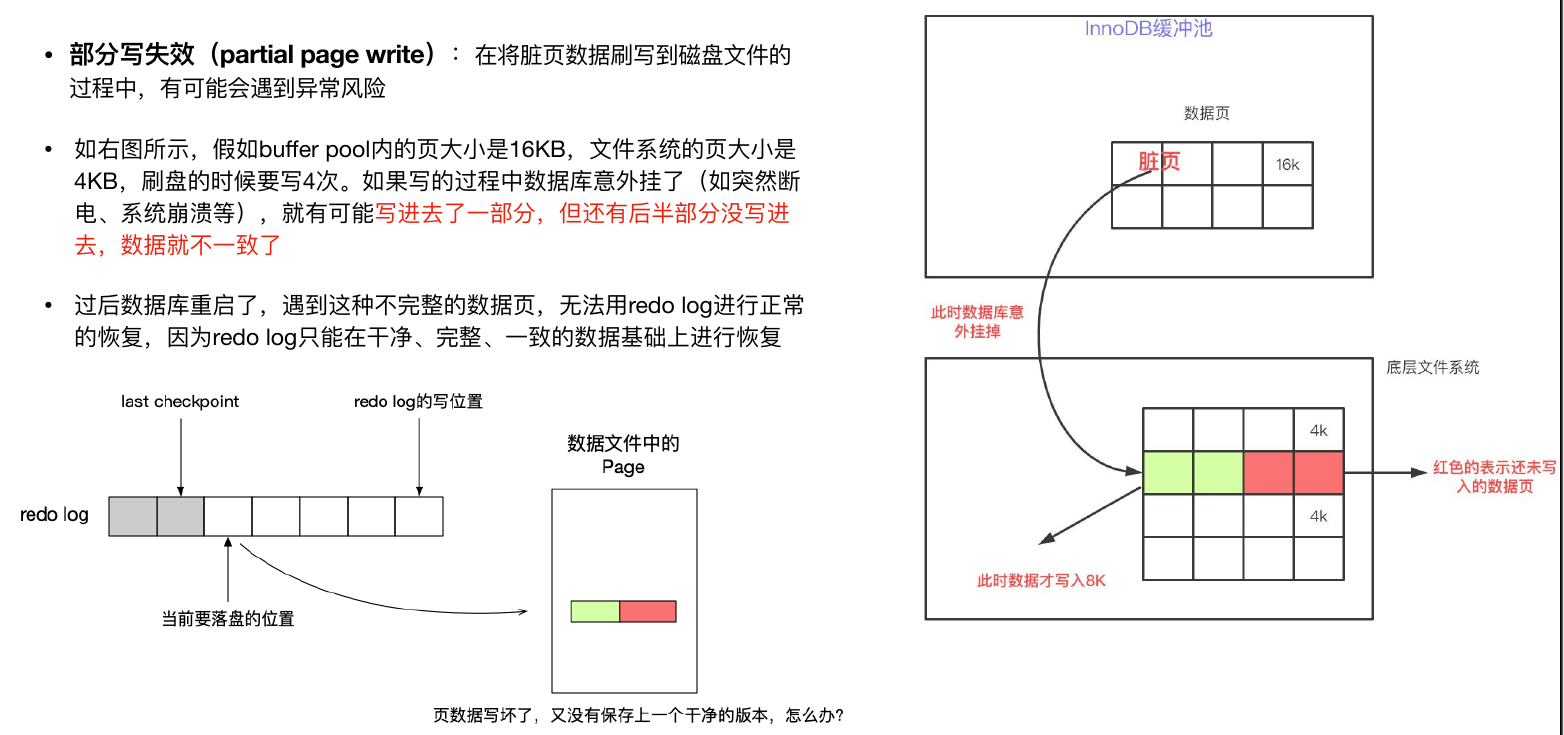 • 部分写失效（partial page write）：在将脏页数据刷写到磁盘文件的
过程中，有可能会遇到异常风险
• 如右图所示，假如buffer pool内的页大小是16KB，文件系统的页大小是
4KB，刷盘的时候要写4次。如果写的过程中数据库意外挂了（如突然断
电、系统崩溃等），就有可能写进去了一部分，但还有后半部分没写进
去，数据就不一致了
• 过后数据库重启了，遇到这种不完整的数据页，无法用redo log进行正常
的恢复，因为redo log只能在干净、完整、一致的数据基础上进行恢复
last checkpoint
redo log的写位置
数据文件中的
Page
redo log
当前要落盘的位置
页数据写坏了，又没有保存上一个干净的版本，怎么办?
InnoDB缓冲池
数据页
脏页
16k
此时数据库意
外挂掉
底层文件系统
4k
红色的表示还未写
入的数据页
4k
此时数据才写入8K